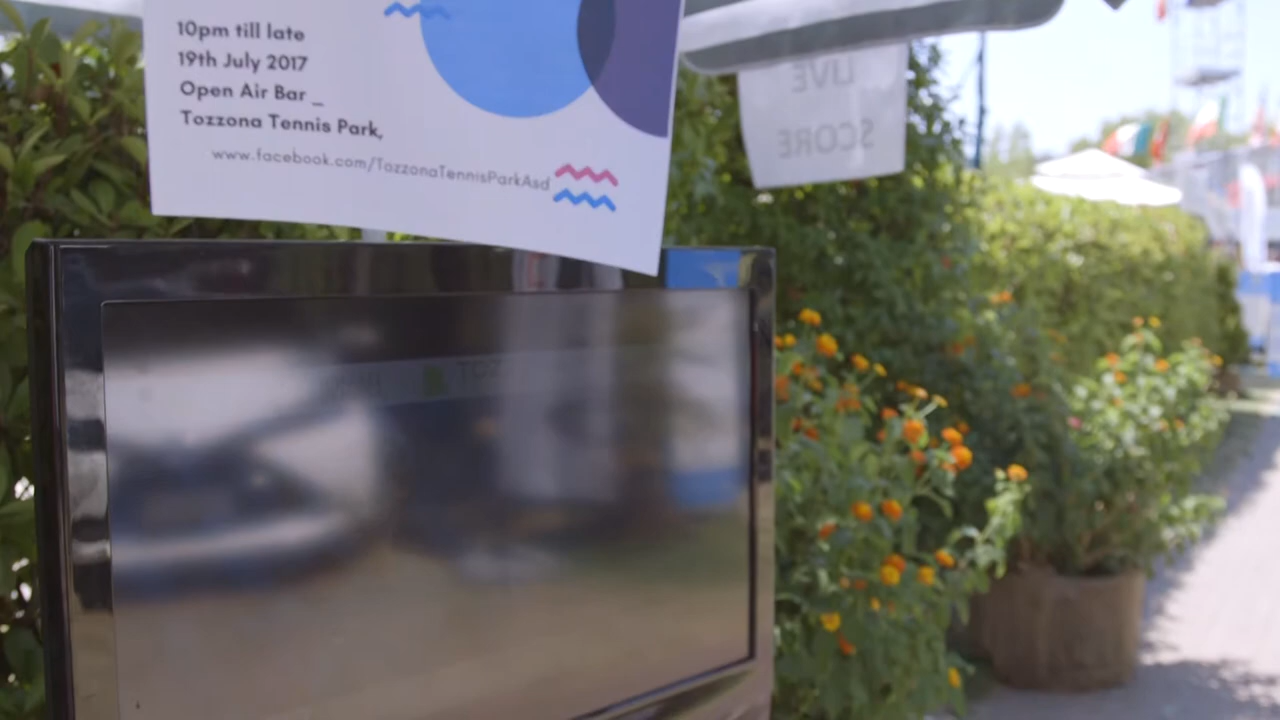 10pm till late
19th July 2017
Open Air Bar _
Tozzona Tennis Park,
www.facebook.com/TozzonaTennisParkAsd
LIVE
SCORE